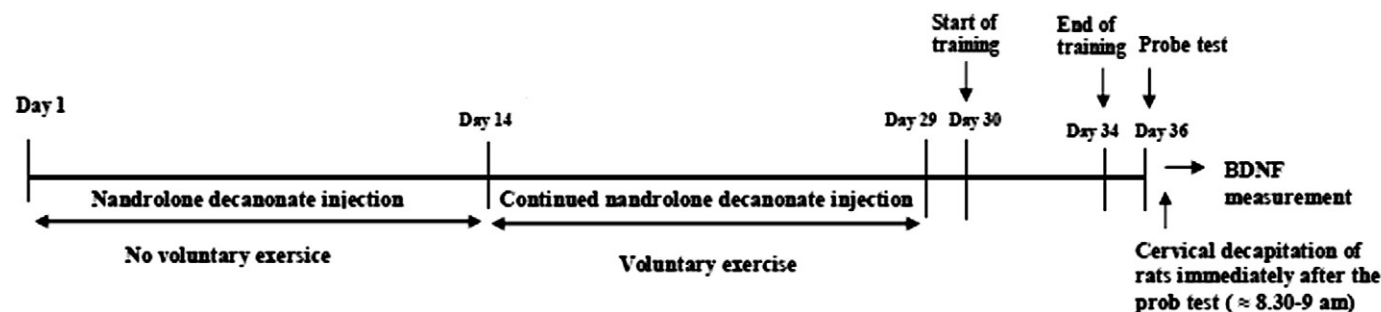 Start of
training
End of
training
Probe test
Day 1
Day 14
Day 29
Day 30
Day 34
Day 36
Nandrolone decanonate injection
Continued nandrolone decanonate injection
BDNF
measurement
No voluntary exersice
Voluntary exercise
Cervical decapitation of
rats immediately after the
prob test ( ≈ 8.30-9 am)